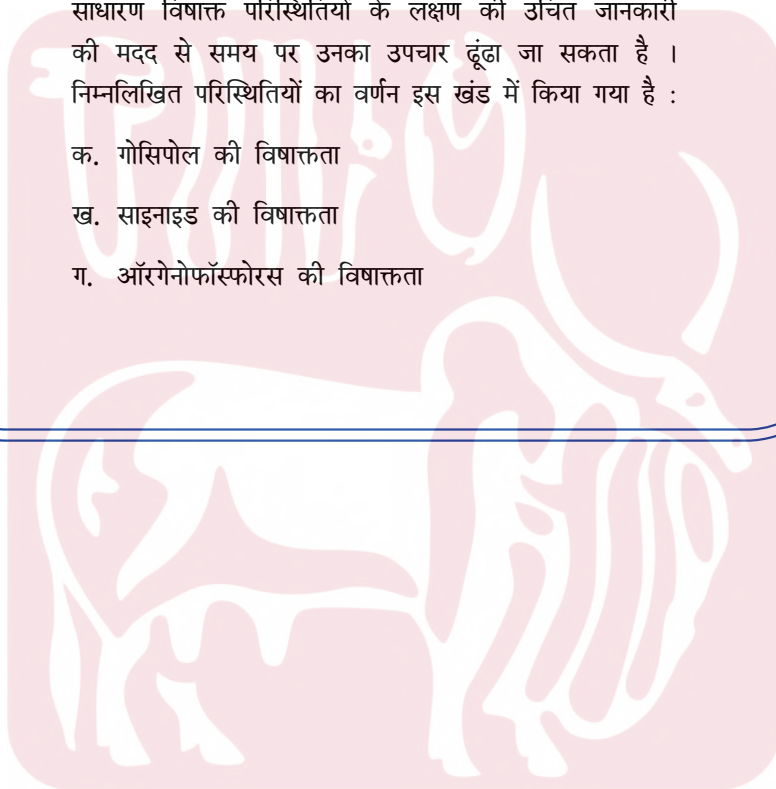 साधारण विषाक्त परिस्थितियों के लक्षण की उचित जानकारी
की मदद से समय पर उनका उपचार ढूंढा जा सकता है ।
निम्नलिखित परिस्थितियों का वर्णन इस खंड में किया गया है :
क. गोसिपोल की विषाक्तता
ख. साइनाइड की विषाक्तता
ग. ऑरगेनोफॉस्फोरस की विषाक्तता